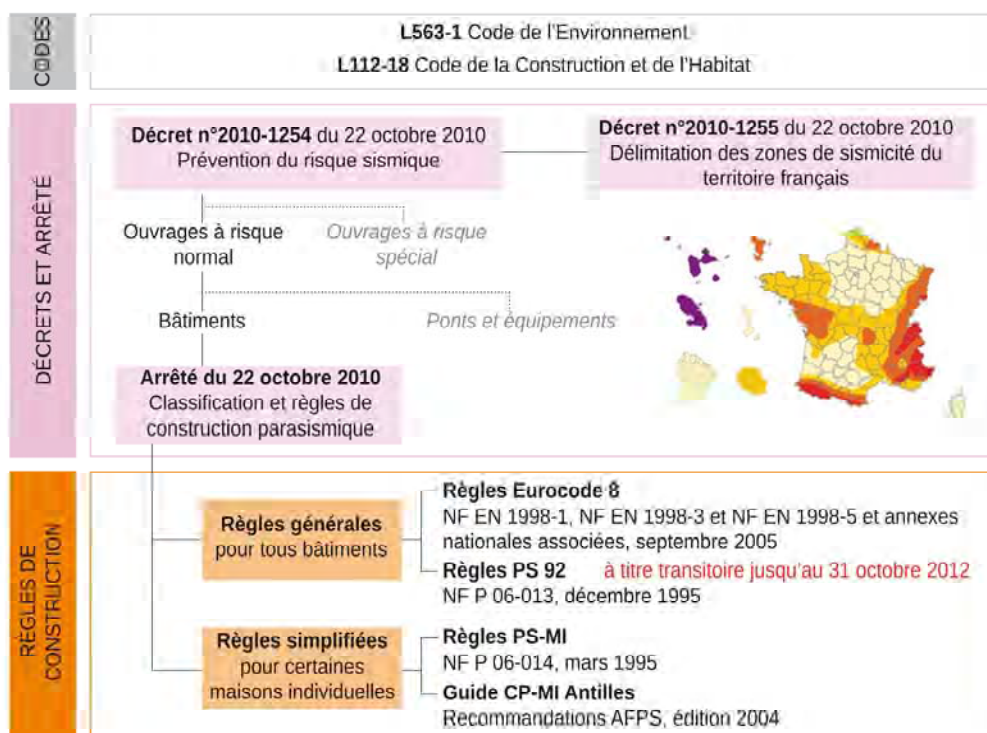 CODES
L563-1 Code de l'Environnement
L112-18 Code de la Construction et de l'Habitat
DÉCRETS ET ARRÊTÉ
Décret n°2010-1254 du 22 octobre 2010
Prévention du risque sismique
Décret n°2010-1255 du 22 octobre 2010
Délimitation des zones de sismicité du
territoire français
Ouvrages à risque
normal
Ouvrages à risque
spécial
Bâtiments
Ponts et équipements
Arrêté du 22 octobre 2010
Classification et règles de
construction parasismique
RÈGLES DE
CONSTRUCTION
Règles générales
pour tous bâtiments
Règles Eurocode 8
NF EN 1998-1, NF EN 1998-3 et NF EN 1998-5 et annexes
nationales associées, septembre 2005
Règles PS 92 à titre transitoire jusqu'au 31 octobre 2012
NF P 06-013, décembre 1995
Règles simplifiées
pour certaines
maisons individuelles
Règles PS-MI
NF P 06-014, mars 1995
Guide CP-MI Antilles
Recommandations AFPS, édition 2004